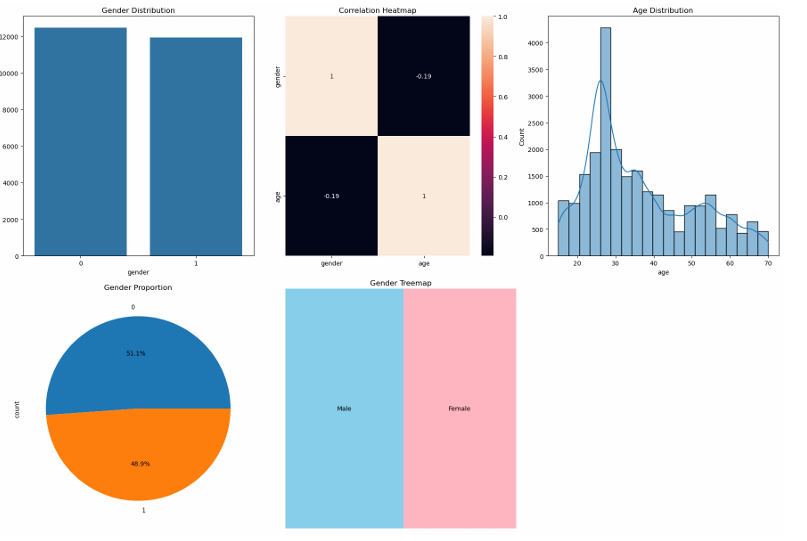 Gender Distribution
12000
10000
8000
6000
4000
2000
0
0
1
gender
Correlation Heatmap
gender
age
1
-0.19
-0.19
1
gender
age
1.0
0.8
0.6
0.4
0.2
0.0
Age Distribution
Count
4500
4000
3500
3000
2500
2000
1500
1000
500
0
20
30
40
50
60
70
age
Gender Proportion
count
0
51.1%
48.9%
1
Gender Treemap
Male
Female